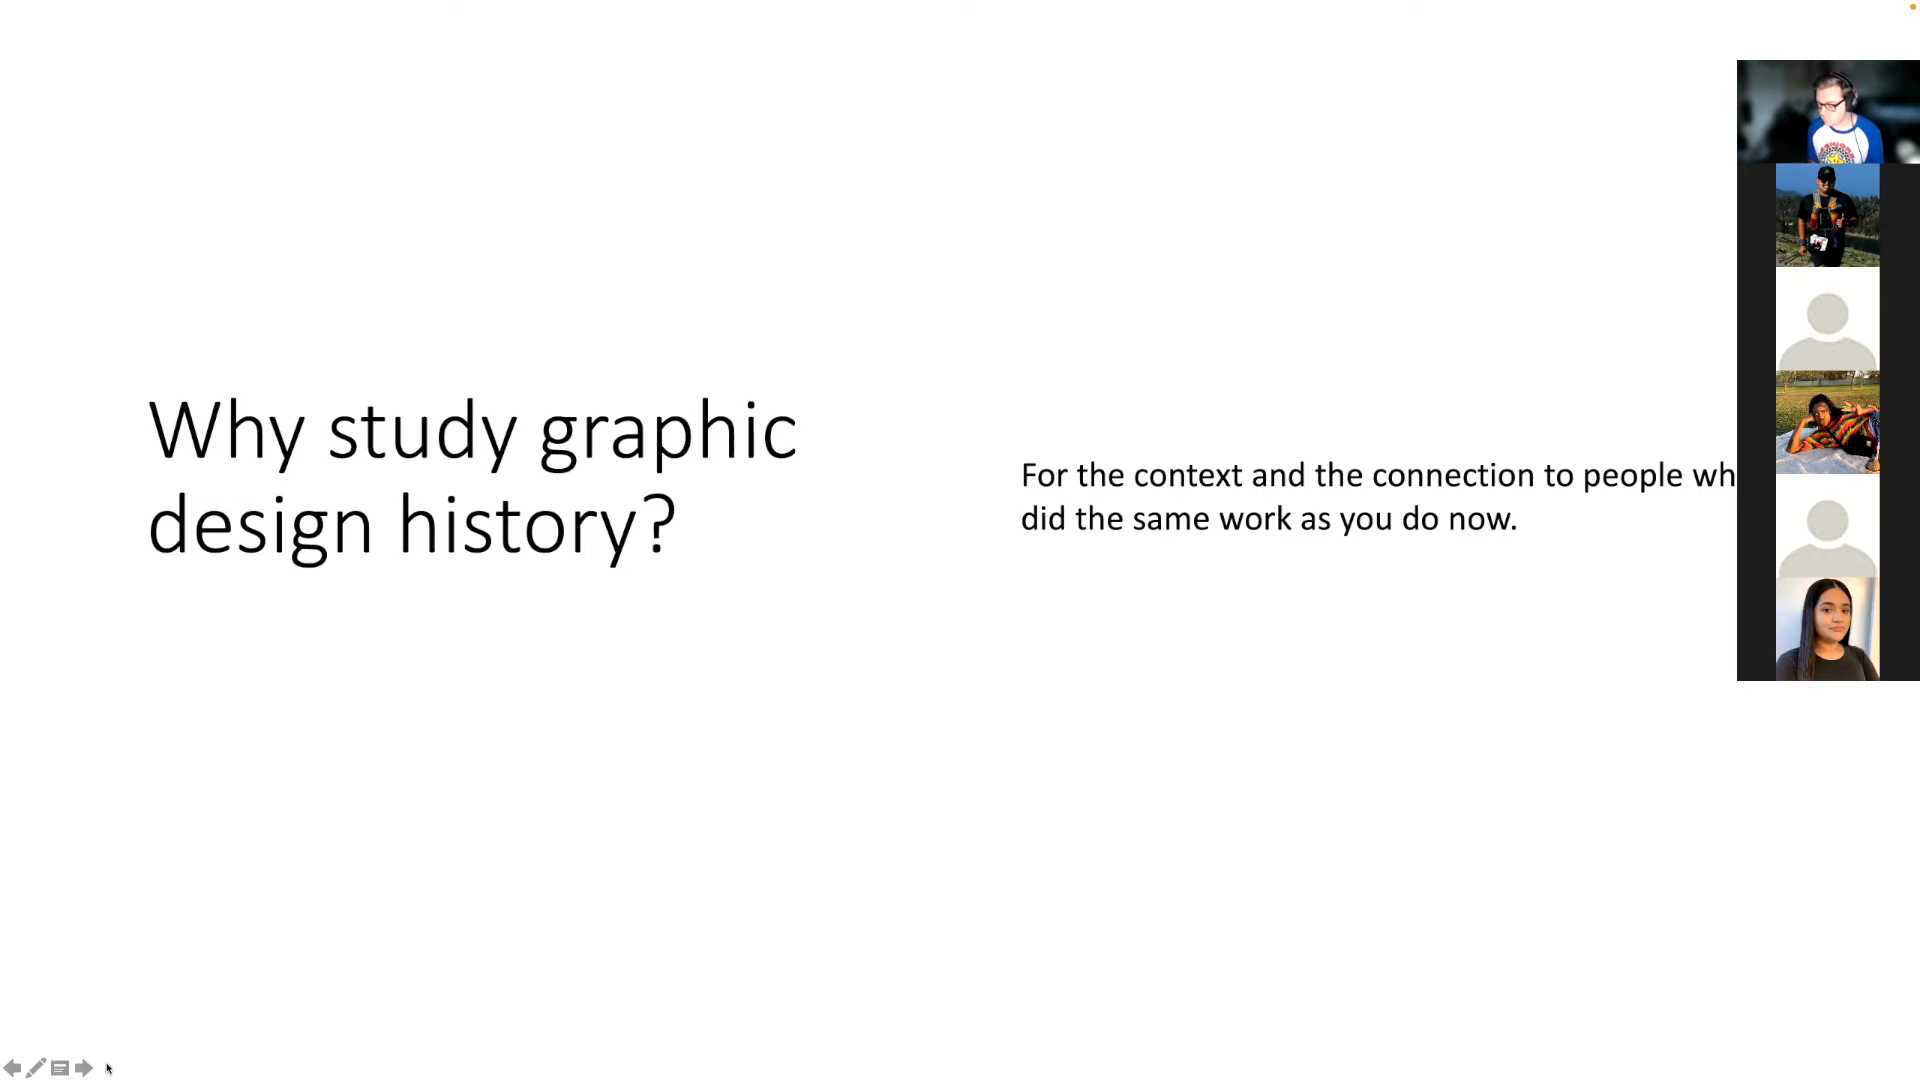 Why study graphic
design history?
For the context and the connection to people wh
did the same work as you do now.